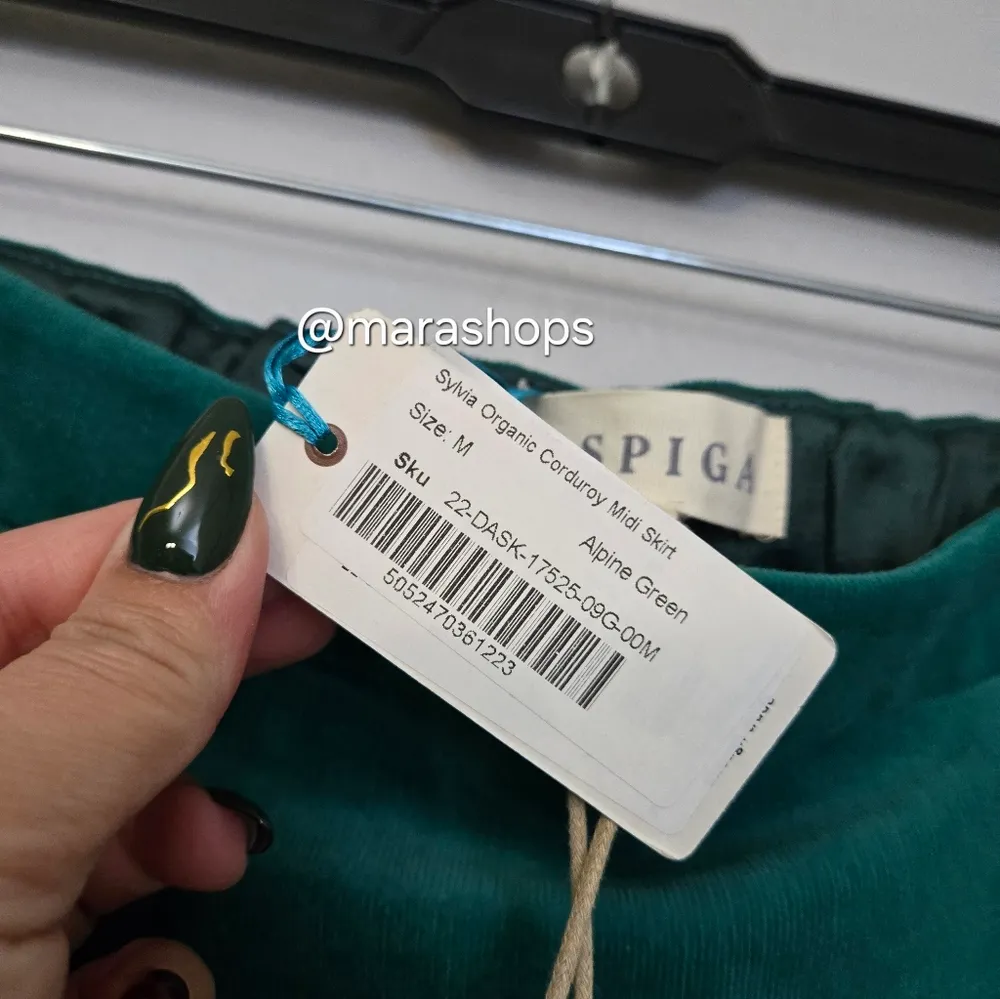 @marashops
Sylvia Organic Corduroy Midi Skirt
Size: M
Alpine Green
Sku 22-DASK-17525-09G-00M
5052470361223
SPIGA